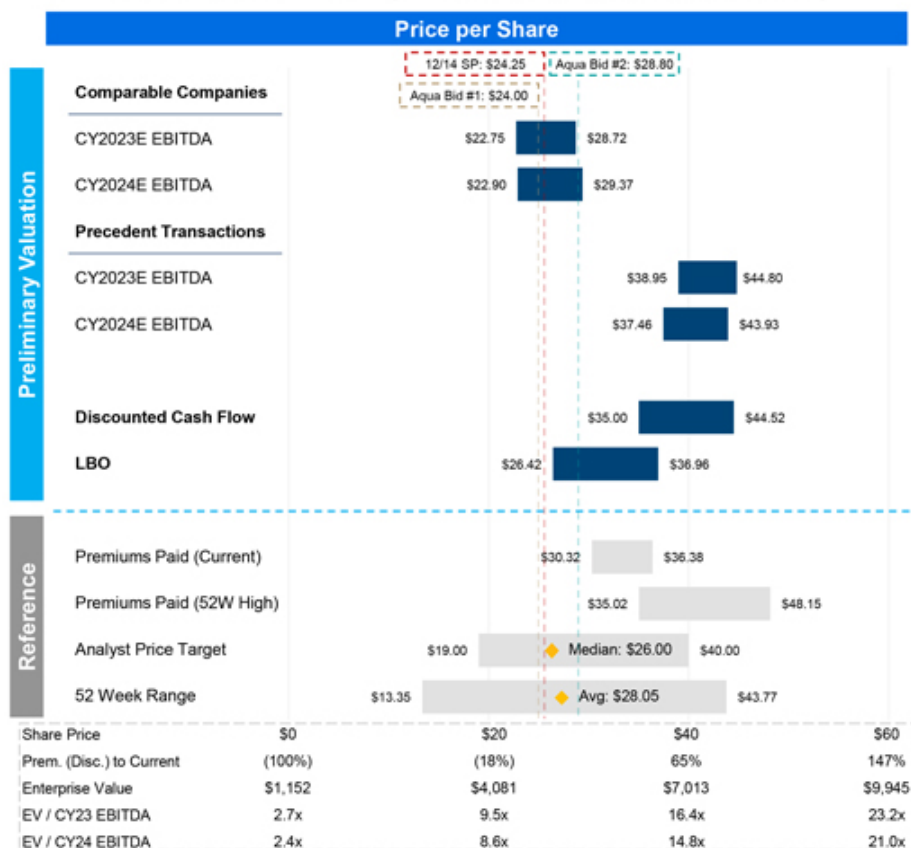 Price per Share
12/14 SP: $24.25
Aqua Bid #2: $28.80
Aqua Bid #1: $24.00
Preliminary Valuation
Comparable Companies
CY2023E EBITDA $22.75 $28.72
CY2024E EBITDA $22.90 $29.37
Precedent Transactions
CY2023E EBITDA $38.95 $44.80
CY2024E EBITDA $37.46 $43.93
Discounted Cash Flow $35.00 $44.52
LBO $26.42 $36.96
Reference
Premiums Paid (Current) $30.32 $36.38
Premiums Paid (52W High) $35.02 $48.15
Analyst Price Target $19.00 Median: $26.00 $40.00
52 Week Range $13.35 Avg: $28.05 $43.77
Share Price $0 $20 $40 $60
Prem. (Disc.) to Current (100%) (18%) 65% 147%
Enterprise Value $1,152 $4,081 $7,013 $9,945
EV / CY23 EBITDA 2.7x 9.5x 16.4x 23.2x
EV / CY24 EBITDA 2.4x 8.6x 14.8x 21.0x